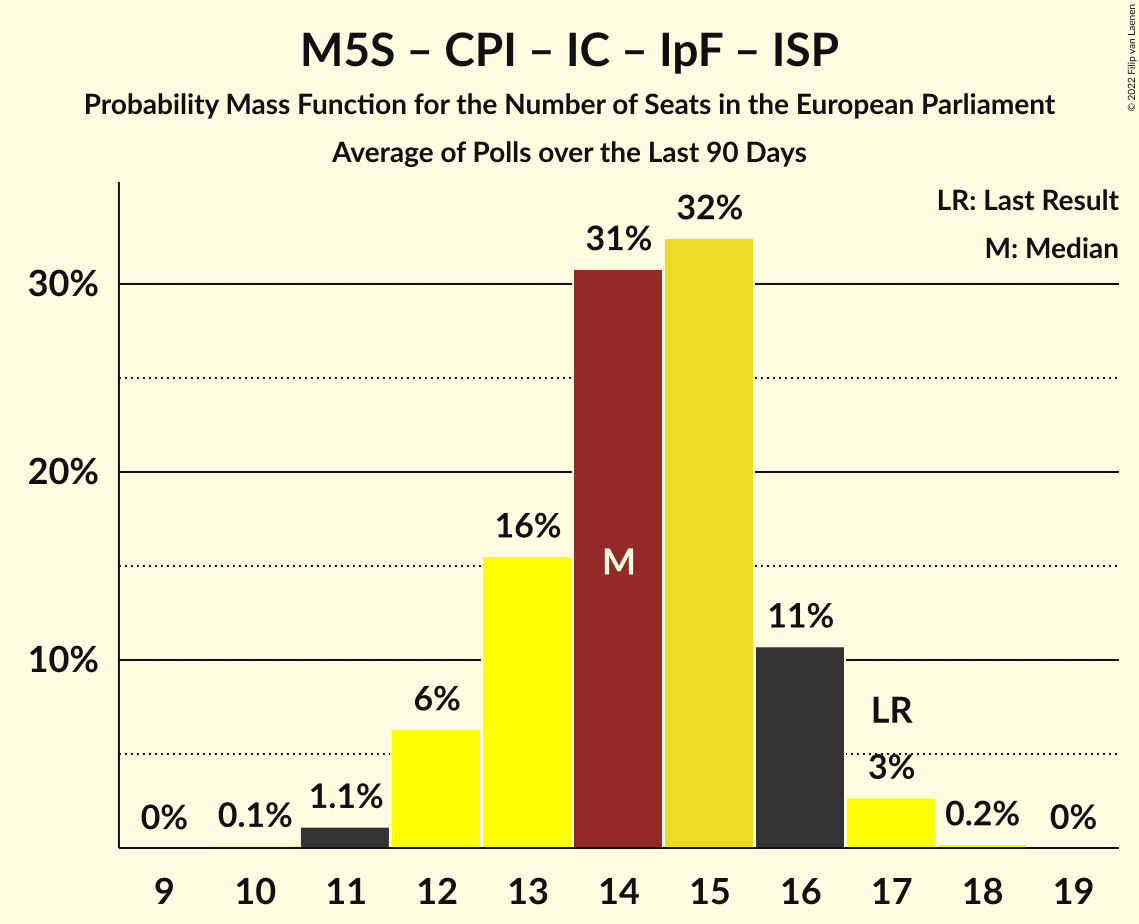 M5S – CPI – IC – IpF – ISP
Probability Mass Function for the Number of Seats in the European Parliament
Average of Polls over the Last 90 Days
© 2022 Filip van Laenen
LR: Last Result
M: Median
30%
20%
10%
0%
0.1%
1.1%
6%
16%
31%
M
32%
11%
LR
3%
0.2%
0%
9 10 11 12 13 14 15 16 17 18 19